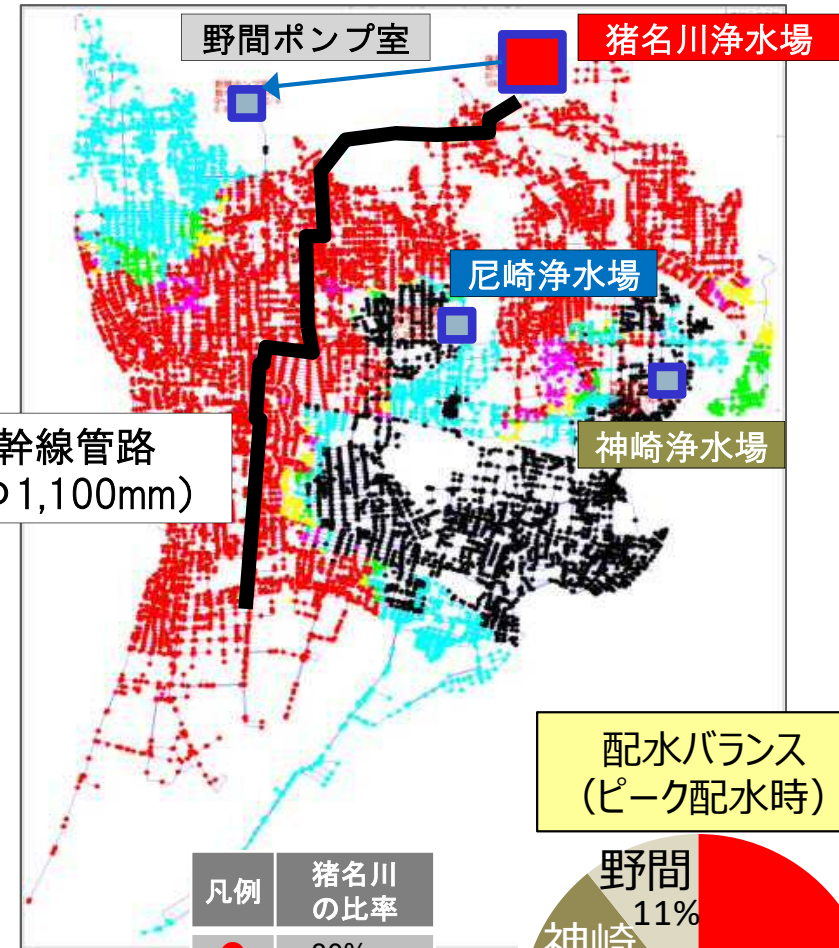 野間ポンプ室
猪名川浄水場
尼崎浄水場
神崎浄水場
幹線管路
1,100mm）
配水バランス
（ピーク配水時）
凡例
猪名川
の比率
野間
11%
神崎